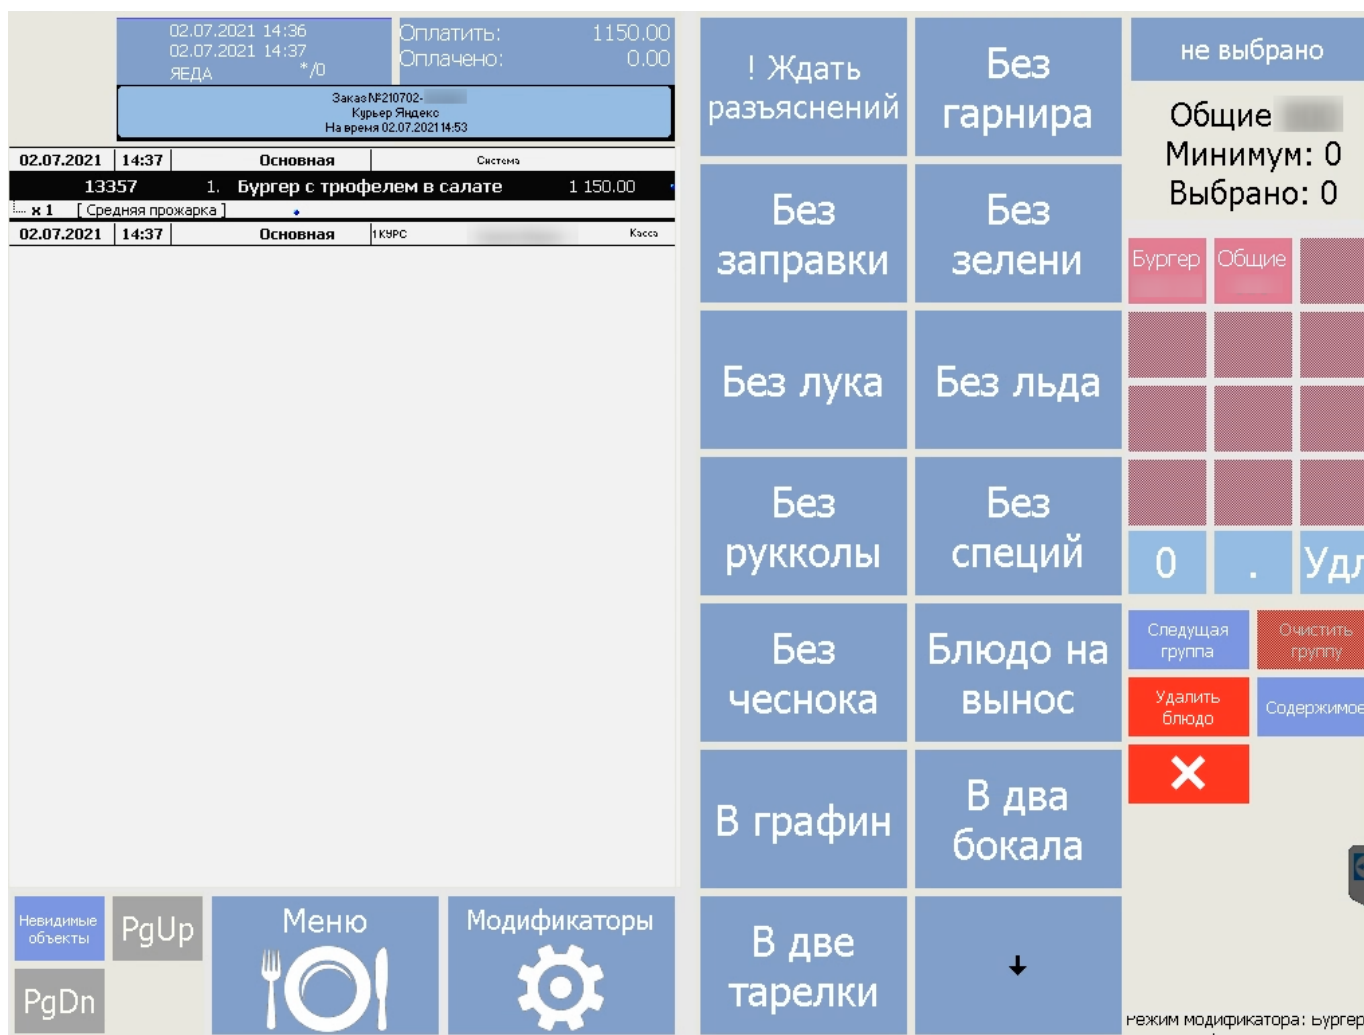 02.07.2021 14:36
02.07.2021 14:37
ЯЕДА */0
Оплатить: 1150.00
Оплачено: 0.00
Заказ №210702-
Курьер Яндекс
На время 02.07.2021 14:53
02.07.2021 14:37 Основная Система
13357 1. Бургер с трюфелем в салате 1 150.00
x 1 [ Средняя прожарка ]
02.07.2021 14:37 Основная 1 КУРС Касса
Невидимые
объекты
PgUp
PgDn
Меню
Модификаторы
! Ждать
разъяснений
Без
гарнира
Без
заправки
Без
зелени
Без лука
Без льда
Без
рукколы
Без
специй
Без
чеснока
Блюдо на
вынос
В графин
В два
бокала
В две
тарелки
не выбрано
Общие
Минимум: 0
Выбрано: 0
Бургер
Общие
0 . Удл
Следущая
группа
Очистить
группу
Удалить
блюдо
Содержимое
Режим модификатора: Бургер